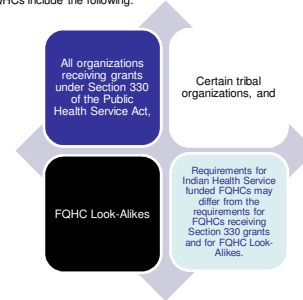 HCs include the following:
All organizations
receiving grants
under Section 330
of the Public
Health Service Act,
Certain tribal
organizations, and
FQHC Look-Alikes
Requirements for
Indian Health Service
funded FQHCs may
differ from the
requirements for
FQHCs receiving
Section 330 grants
and for FQHC Look-
Alikes.